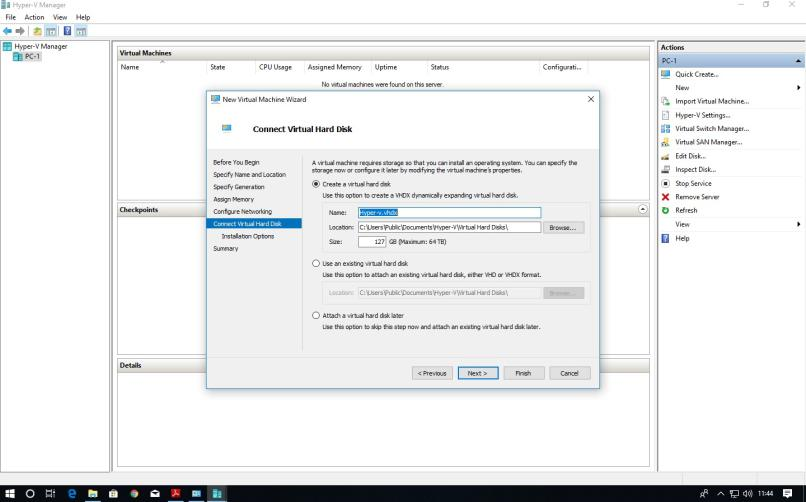 Hyper-V Manager
File Action View Help
Hyper-V Manager
PC-1
Virtual Machines
Name State CPU Usage Assigned Memory Uptime Status Configurati...
No virtual machines were found on this server.
Checkpoints
Details
New Virtual Machine Wizard
Connect Virtual Hard Disk
Before You Begin
Specify Name and Location
Specify Generation
Assign Memory
Configure Networking
Connect Virtual Hard Disk
Installation Options
Summary
A virtual machine requires storage so that you can install an operating system. You can specify the
storage now or configure it later by modifying the virtual machine's properties.
Create a virtual hard disk
Use this option to create a VHDX dynamically expanding virtual hard disk.
Name: Hyper-v.vhdx
Location: C:\Users\Public\Documents\Hyper-V\Virtual Hard Disks\ Browse...
Size: 127 GB (Maximum: 64 TB)
Use an existing virtual hard disk
Use this option to attach an existing virtual hard disk, either VHD or VHDX format.
Location: C:\Users\Public\Documents\Hyper-V\Virtual Hard Disks\ Browse...
Attach a virtual hard disk later
Use this option to skip this step now and attach an existing virtual hard disk later.
< Previous Next > Finish Cancel
Actions
PC-1
Quick Create...
New
Import Virtual Machine...
Hyper-V Settings...
Virtual Switch Manager...
Virtual SAN Manager...
Edit Disk...
Inspect Disk...
Stop Service
Remove Server
Refresh
View
Help
11:44